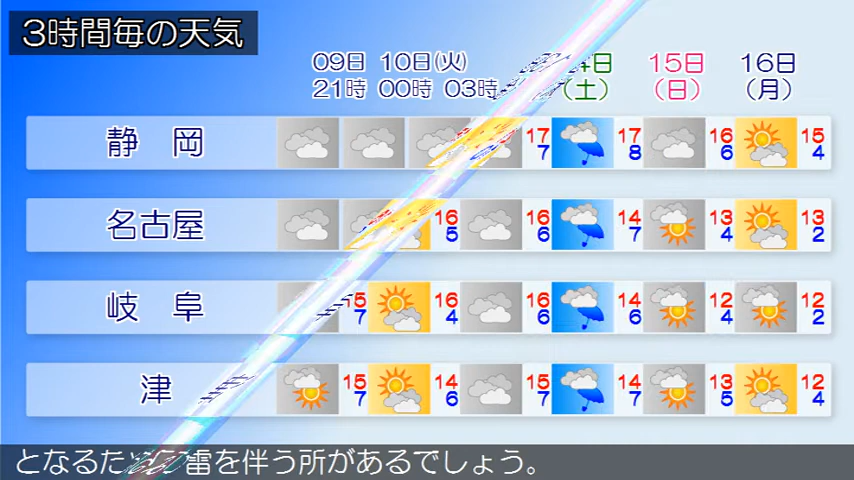 3時間毎の天気
09日 10日(火) 日 15日 16日
21時 00時 03時 (土) (日) (月)
静岡 17 7 17 8 16 6 15 4
名古屋 16 5 16 6 14 7 13 4 13 2
岐阜 15 7 16 4 16 6 14 6 12 4 12 2
津 15 7 14 6 15 7 14 7 13 5 12 4
となるた 雷を伴う所があるでしょう。